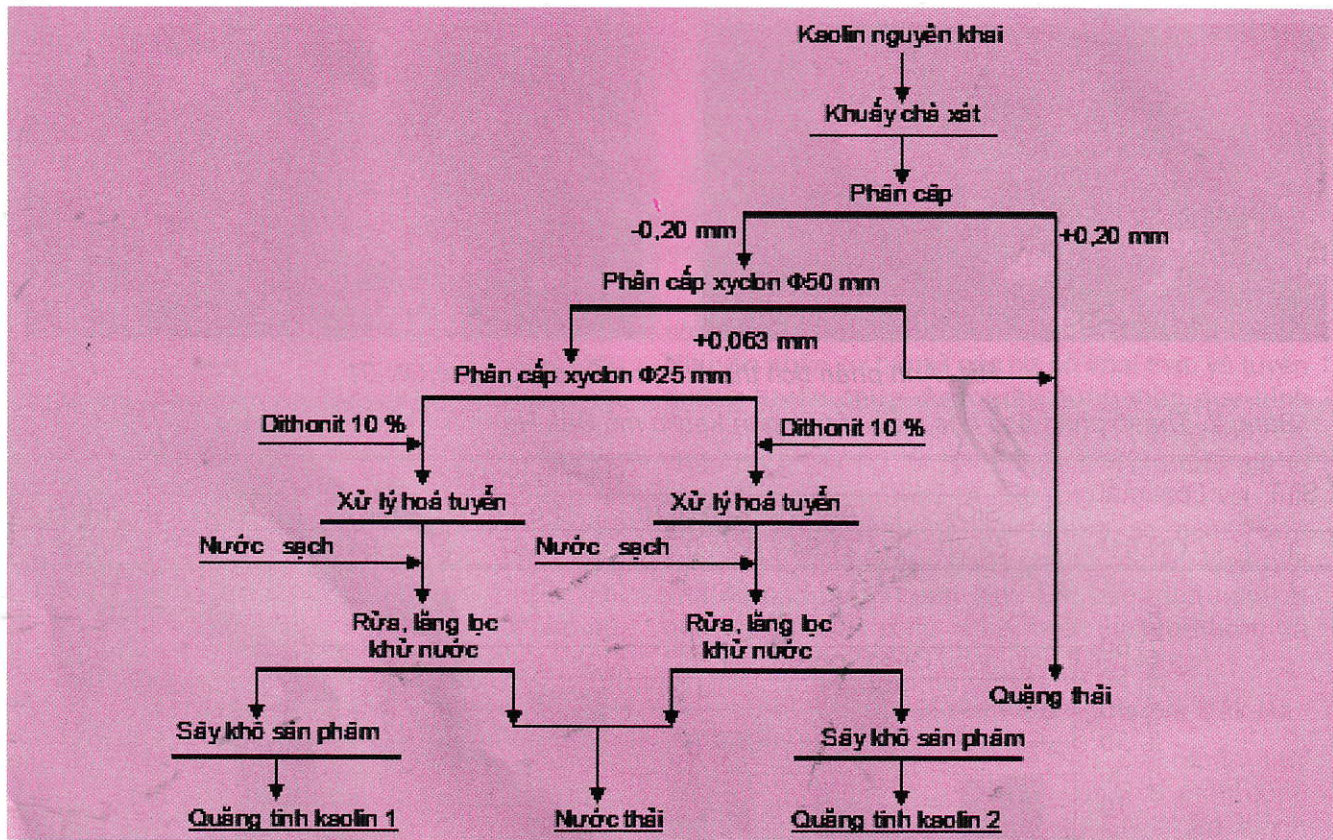 Kaolin nguyên khai
Khuấy chà xát
Phân cấp
-0,20 mm
+0,20 mm
Phân cấp xyclon Φ50 mm
+0,063 mm
Phân cấp xyclon Φ25 mm
Dithonit 10 %
Dithonit 10 %
Xử lý hoá tuyển
Xử lý hoá tuyển
Nước sạch
Nước sạch
Rửa, lắng lọc
khử nước
Rửa, lắng lọc
khử nước
Quặng thải
Sấy khô sản phẩm
Sấy khô sản phẩm
Quặng tinh kaolin 1
Nước thải
Quặng tinh kaolin 2